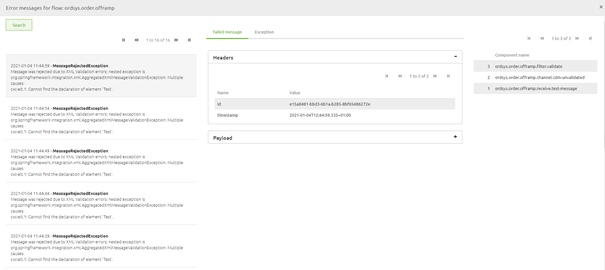 Error messages for flow: ordsys.order.offramp
×
Search
1 to 16 of 16
2021-01-04 11:44:59 - MessageRejectedException
Message was rejected due to XML Validation errors; nested exception is
org.springframework.integration.xml.AggregatedXmlMessageValidationException: Multiple
causes:
cvc-elt.1: Cannot find the declaration of element 'Test'.
2021-01-04 11:44:54 - MessageRejectedException
Message was rejected due to XML Validation errors; nested exception is
org.springframework.integration.xml.AggregatedXmlMessageValidationException: Multiple
causes:
cvc-elt.1: Cannot find the declaration of element 'Test'.
2021-01-04 11:44:49 - MessageRejectedException
Message was rejected due to XML Validation errors; nested exception is
org.springframework.integration.xml.AggregatedXmlMessageValidationException: Multiple
causes:
cvc-elt.1: Cannot find the declaration of element 'Test'.
2021-01-04 11:44:44 - MessageRejectedException
Message was rejected due to XML Validation errors; nested exception is
org.springframework.integration.xml.AggregatedXmlMessageValidationException: Multiple
causes:
cvc-elt.1: Cannot find the declaration of element 'Test'.
2021-01-04 11:44:39 - MessageRejectedException
Message was rejected due to XML Validation errors; nested exception is
org.springframework.integration.xml.AggregatedXmlMessageValidationException: Multiple
causes:
cvc-elt.1: Cannot find the declaration of element 'Test'.
Failed message Exception
Headers
1 to 2 of 2
Name Value
id
timestamp 2021-01-04T12:44:59.335+01:00
Payload
1 to 3 of 3
Component name
3 ordsys.order.offramp.filter.validate
2 ordsys.order.offramp.channel.cdm-unvalidated
1 ordsys.order.offramp.receive.text-message